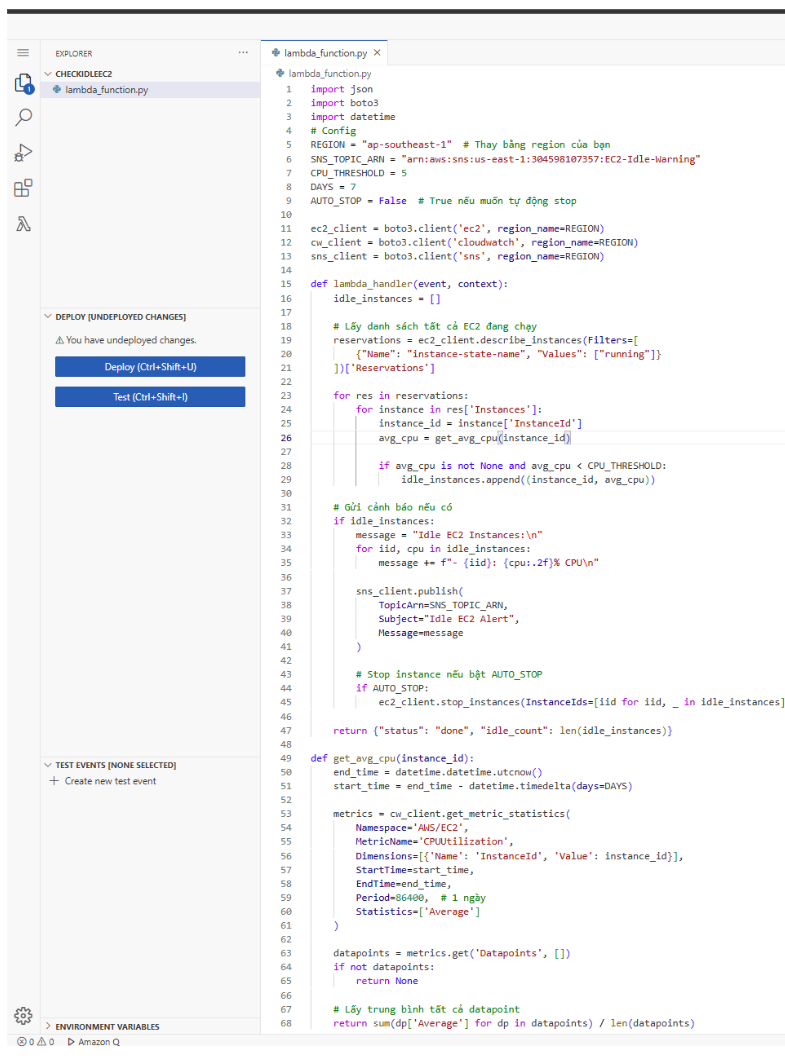 EXPLORER
CHECKIDLEEC2
lambda_function.py
1
DEPLOY [UNDEPLOYED CHANGES]
You have undeployed changes.
Deploy (Ctrl+Shift+U)
Test (Ctrl+Shift+I)
TEST EVENTS [NONE SELECTED]
Create new test event
ENVIRONMENT VARIABLES
0 0 Amazon Q
lambda_function.py
lambda_function.py
1 import json
2 import boto3
3 import datetime
4 # Config
5 REGION = "ap-southeast-1"  # Thay bằng region của bạn
6 SNS_TOPIC_ARN = "arn:aws:sns:us-east-1:304598107357:EC2-Idle-Warning"
7 CPU_THRESHOLD = 5
8 DAYS = 7
9 AUTO_STOP = False  # True nếu muốn tự động stop
10
11 ec2_client = boto3.client('ec2', region_name=REGION)
12 cw_client = boto3.client('cloudwatch', region_name=REGION)
13 sns_client = boto3.client('sns', region_name=REGION)
14
15 def lambda_handler(event, context):
16     idle_instances = []
17
18     # Lấy danh sách tất cả EC2 đang chạy
19     reservations = ec2_client.describe_instances(Filters=[
20         {"Name": "instance-state-name", "Values": ["running"]}
21     ])['Reservations']
22
23     for res in reservations:
24         for instance in res['Instances']:
25             instance_id = instance['InstanceId']
26             avg_cpu = get_avg_cpu(instance_id)
27
28             if avg_cpu is not None and avg_cpu < CPU_THRESHOLD:
29                 idle_instances.append((instance_id, avg_cpu))
30
31     # Gửi cảnh báo nếu có
32     if idle_instances:
33         message = "Idle EC2 Instances:\n"
34         for iid, cpu in idle_instances:
35             message += f"- {iid}: {cpu:.2f}% CPU\n"
36
37         sns_client.publish(
38             TopicArn=SNS_TOPIC_ARN,
39             Subject="Idle EC2 Alert",
40             Message=message
41         )
42
43         # Stop instance nếu bật AUTO_STOP
44         if AUTO_STOP:
45             ec2_client.stop_instances(InstanceIds=[iid for iid, _ in idle_instances]
46
47     return {"status": "done", "idle_count": len(idle_instances)}
48
49 def get_avg_cpu(instance_id):
50     end_time = datetime.datetime.utcnow()
51     start_time = end_time - datetime.timedelta(days=DAYS)
52
53     metrics = cw_client.get_metric_statistics(
54         Namespace='AWS/EC2',
55         MetricName='CPUUtilization',
56         Dimensions=[{'Name': 'InstanceId', 'Value': instance_id}],
57         StartTime=start_time,
58         EndTime=end_time,
59         Period=86400,  # 1 ngày
60         Statistics=['Average']
61     )
62
63     datapoints = metrics.get('Datapoints', [])
64     if not datapoints:
65         return None
66
67     # Lấy trung bình tất cả datapoint
68     return sum(dp['Average'] for dp in datapoints) / len(datapoints)